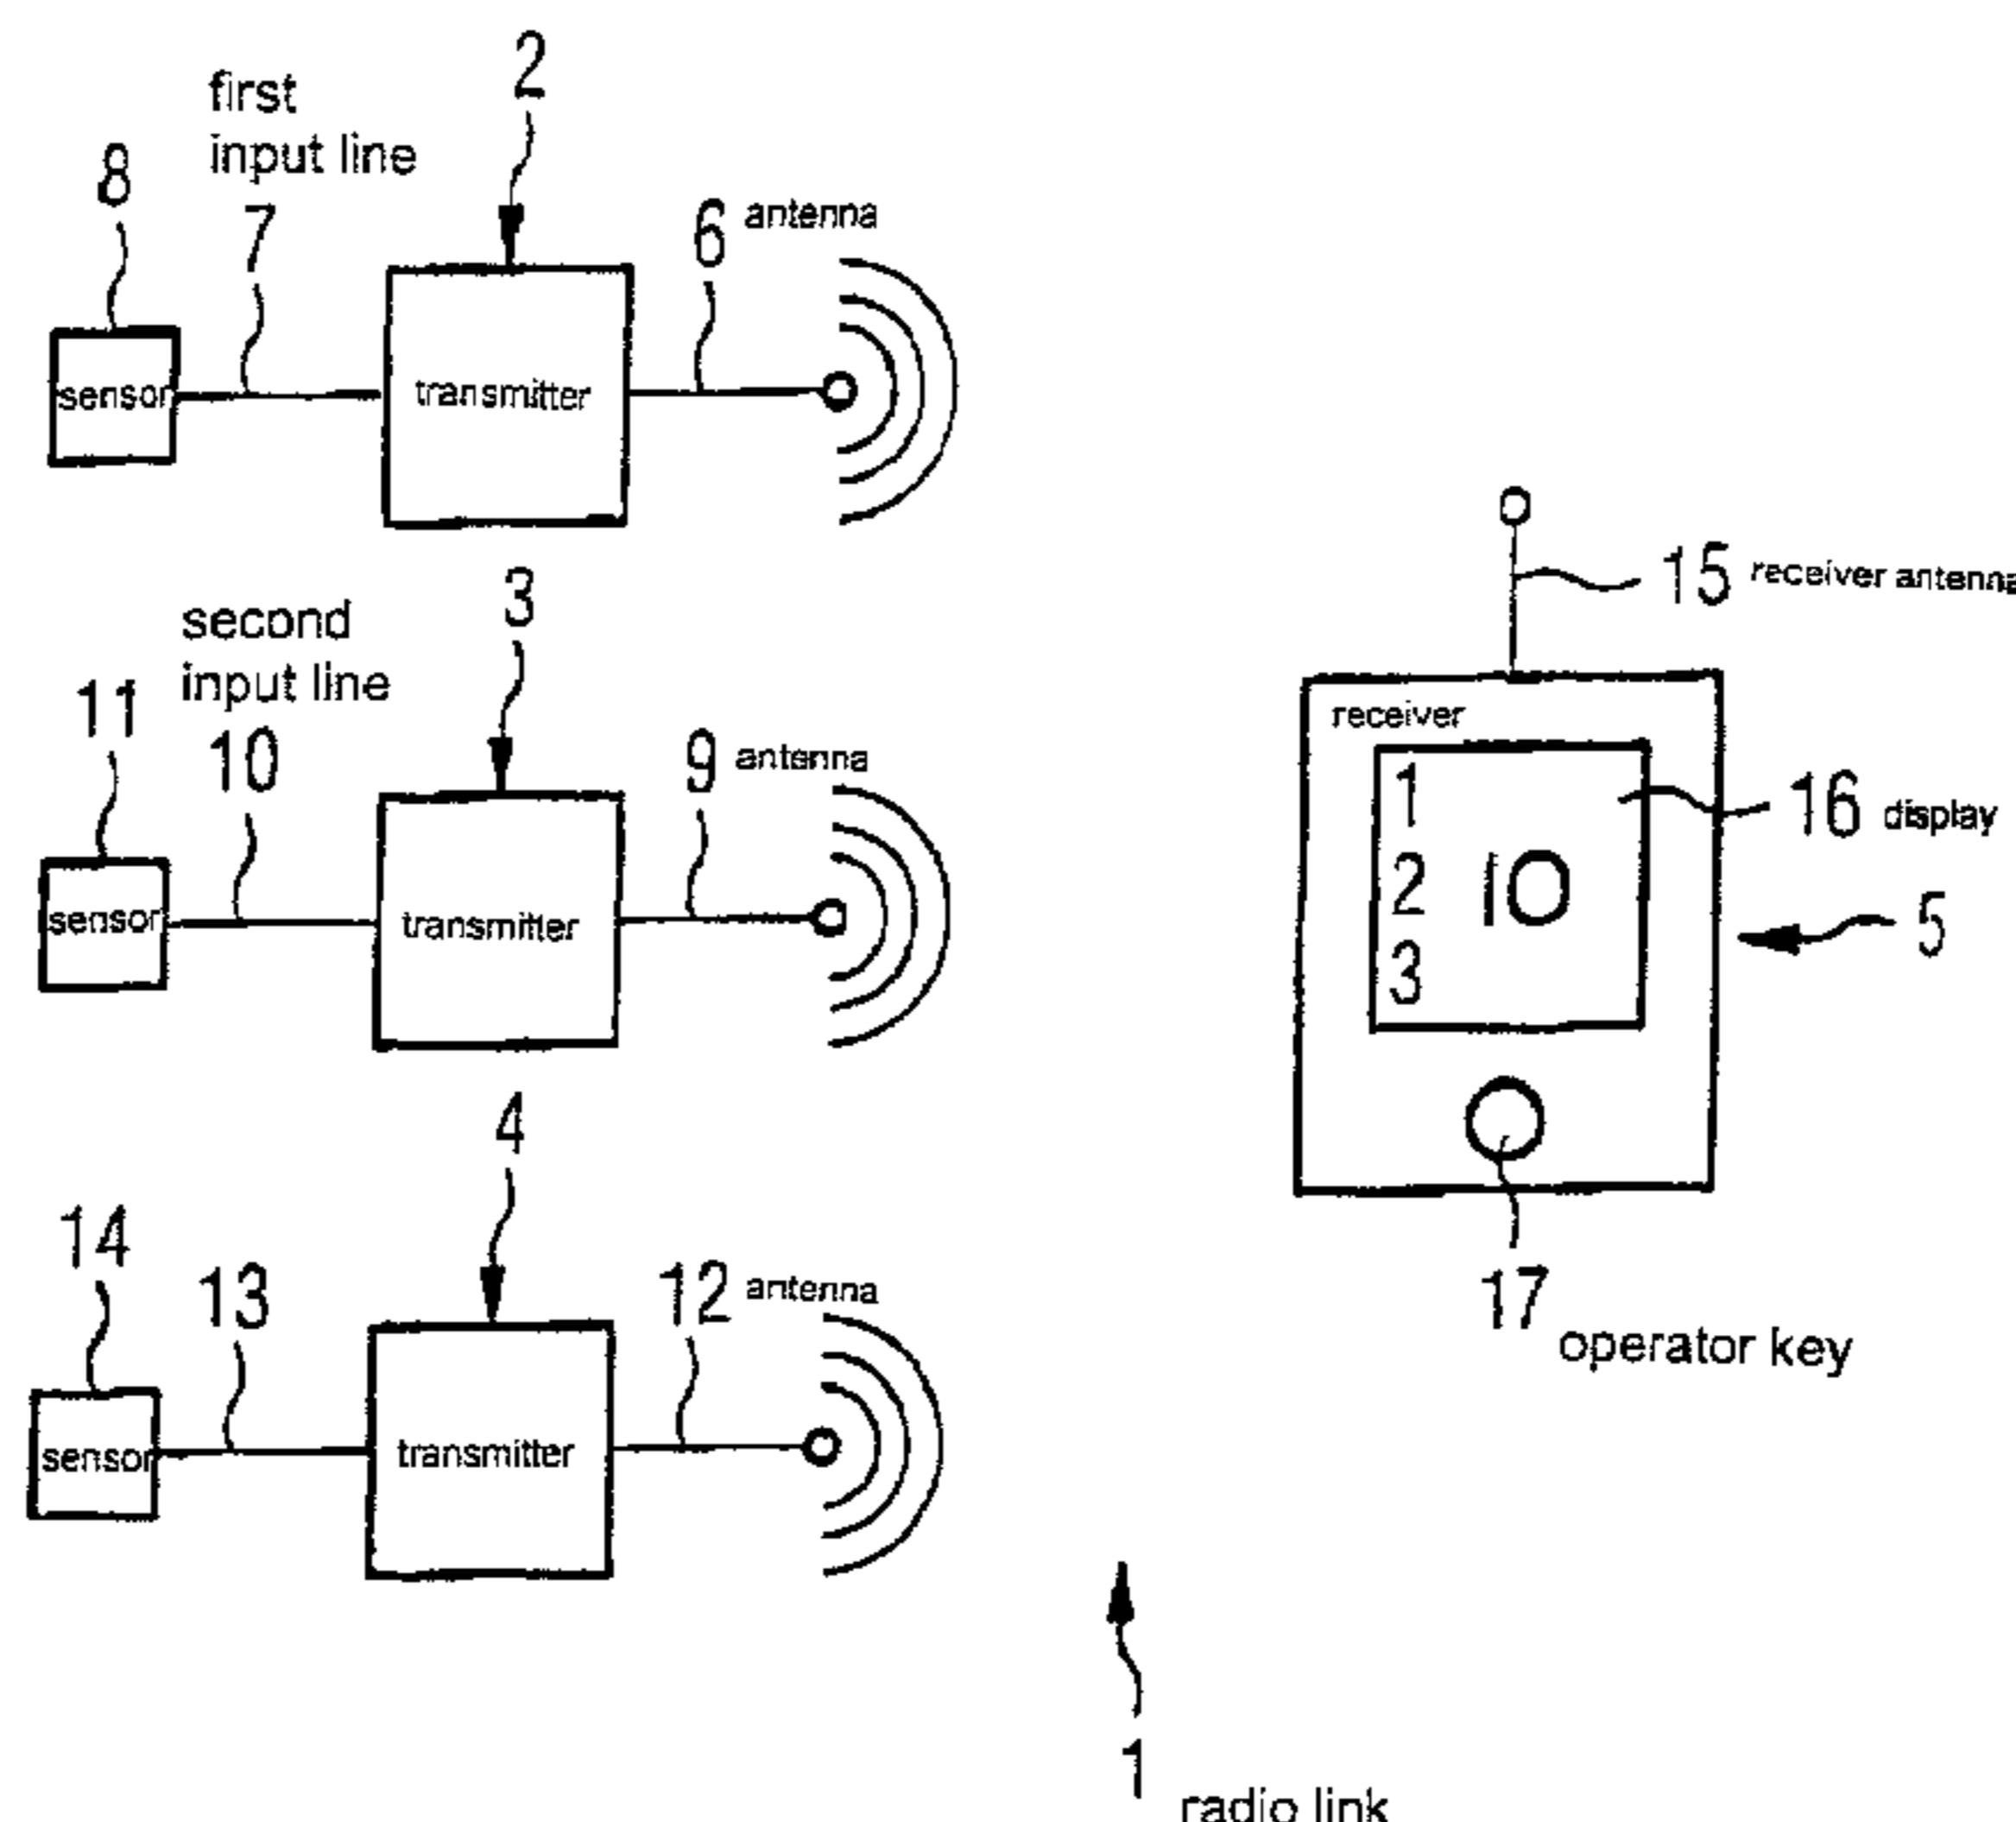 2
first
input line
8
7
6 antenna
sensor
transmitter
3
second
input line
11
10
9 antenna
sensor
transmitter
4
14
13
12 antenna
sensor
transmitter
15 receiver antenna
receiver
1
2 IO
3
16 display
5
17 operator key
1 radio link